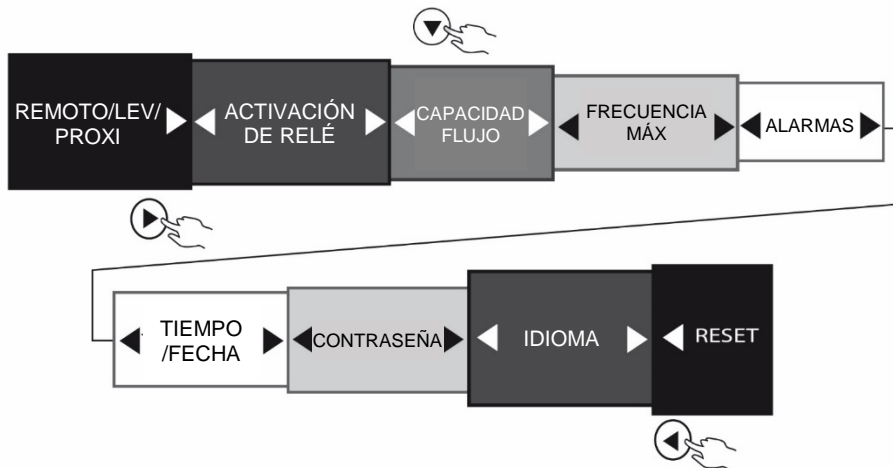 REMOTO/LEV/
PROXI
ACTIVACIÓN
DE RELÉ
CAPACIDAD
FLUJO
FRECUENCIA
MÁX
ALARMAS
TIEMPO
/FECHA
CONTRASEÑA
IDIOMA
RESET